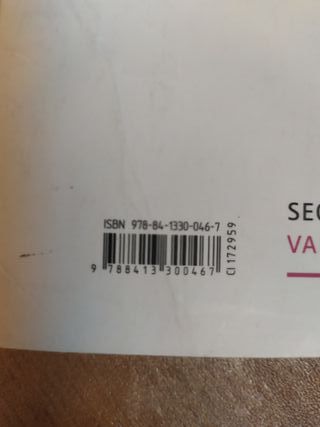 ISBN 978-84-1330-046-7
9 788413 300467
CI 172959
SEC
VA